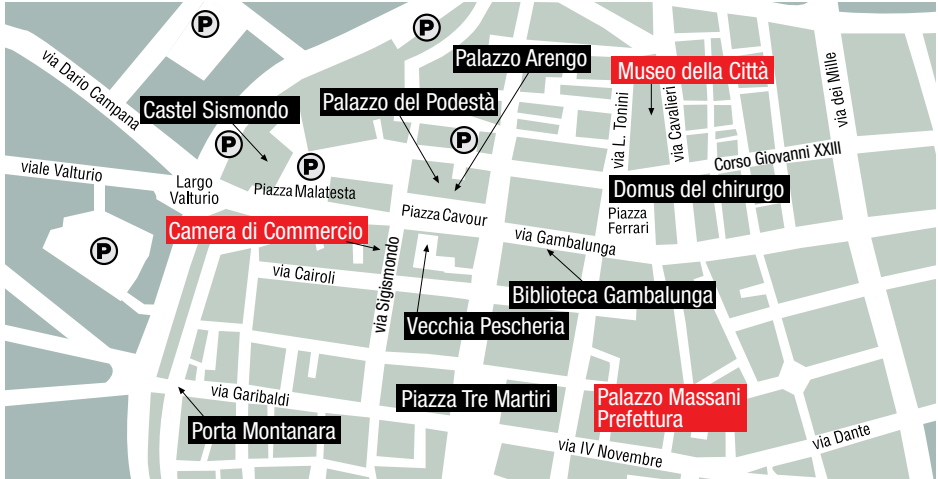 P
P
Palazzo Arengo
Museo della Città
via Dario Campana
Castel Sismondo
Palazzo del Podestà
via L. Tonini
via Cavalieri
via dei Mille
P
P
P
Corso Giovanni XXIII
viale Valturio
Largo
Valturio
Piazza Malatesta
Domus del chirurgo
Piazza Cavour
Piazza
Ferrari
Camera di Commercio
via Gambalunga
P
via Cairoli
via Sigismondo
Biblioteca Gambalunga
Vecchia Pescheria
via Garibaldi
Piazza Tre Martiri
Palazzo Massani
Prefettura
Porta Montanara
via IV Novembre
via Dante